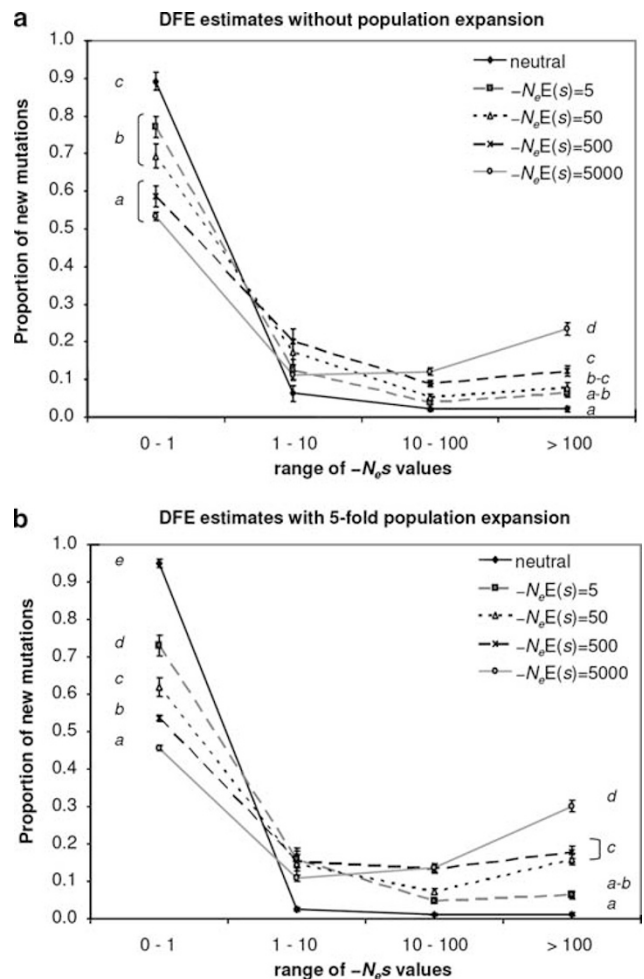 a
DFE estimates without population expansion
Proportion of new mutations
1.0
0.9
0.8
0.7
0.6
0.5
0.4
0.3
0.2
0.1
0.0
c
b
a
neutral
–NₑE(s)=5
–NₑE(s)=50
–NₑE(s)=500
–NₑE(s)=5000
d
c
b-c
a-b
a
0 - 1
1 - 10
10 - 100
> 100
range of –Nₑs values
b
DFE estimates with 5-fold population expansion
Proportion of new mutations
1.0
0.9
0.8
0.7
0.6
0.5
0.4
0.3
0.2
0.1
0.0
e
d
c
b
a
neutral
–NₑE(s)=5
–NₑE(s)=50
–NₑE(s)=500
–NₑE(s)=5000
d
c
a-b
a
0 - 1
1 - 10
10 - 100
> 100
range of –Nₑs values